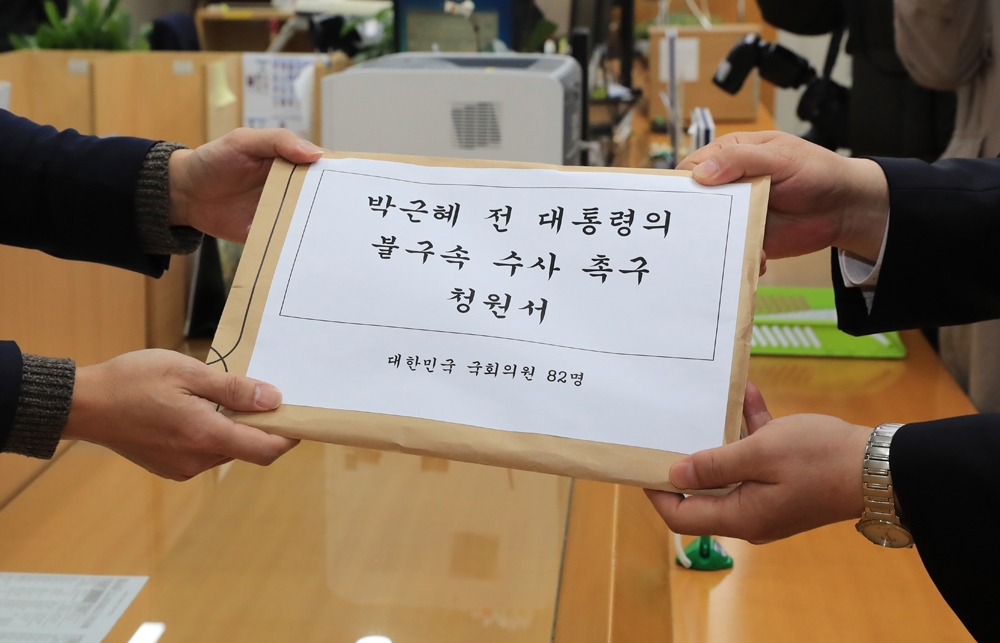 박근혜 전 대통령의
불구속 수사 촉구
청원서
대한민국 국회의원 82명